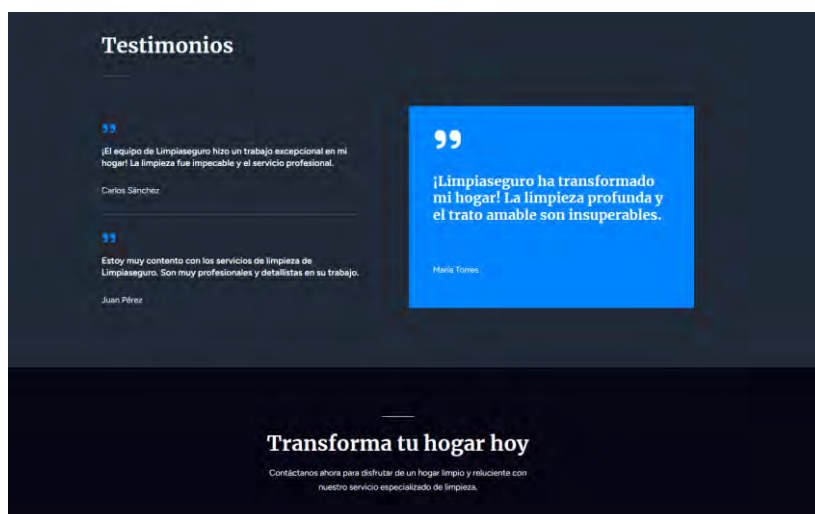 Testimonios
”
¡El equipo de Limpiaseguro hizo un trabajo excepcional en mi
hogar! La limpieza fue impecable y el servicio profesional.
Carlos Sánchez
”
Estoy muy contento con los servicios de limpieza de
Limpiaseguro. Son muy profesionales y detallistas en su trabajo.
Juan Pérez
”
¡Limpiaseguro ha transformado
mi hogar! La limpieza profunda y
el trato amable son insuperables.
María Torres
Transforma tu hogar hoy
Contáctanos ahora para disfrutar de un hogar limpio y reluciente con
nuestro servicio especializado de limpieza.